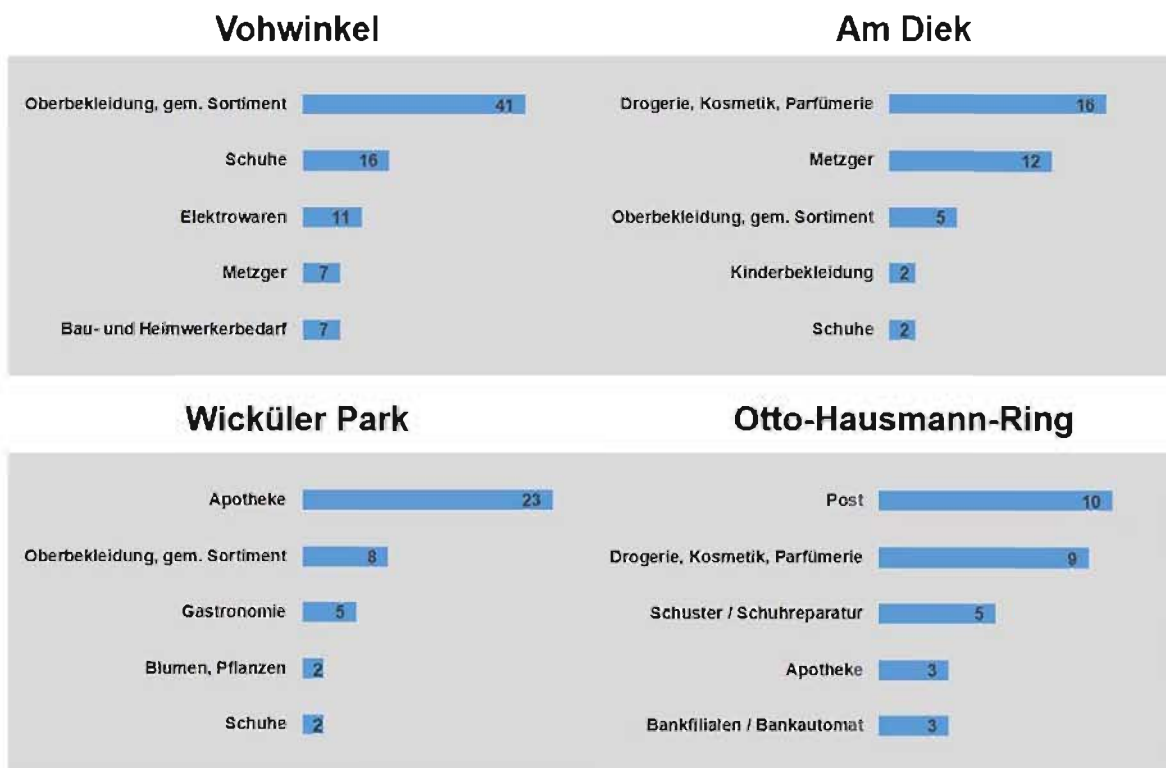 Vohwinkel
Oberbekleidung, gem. Sortiment 41
Schuhe 16
Elektrowaren 11
Metzger 7
Bau- und Heimwerkerbedarf 7
Am Diek
Drogerie, Kosmetik, Parfümerie 16
Metzger 12
Oberbekleidung, gem. Sortiment 5
Kinderbekleidung 2
Schuhe 2
Wicküler Park
Apotheke 23
Oberbekleidung, gem. Sortiment 8
Gastronomie 5
Blumen, Pflanzen 2
Schuhe 2
Otto-Hausmann-Ring
Post 10
Drogerie, Kosmetik, Parfümerie 9
Schuster / Schuhreparatur 5
Apotheke 3
Bankfilialen / Bankautomat 3